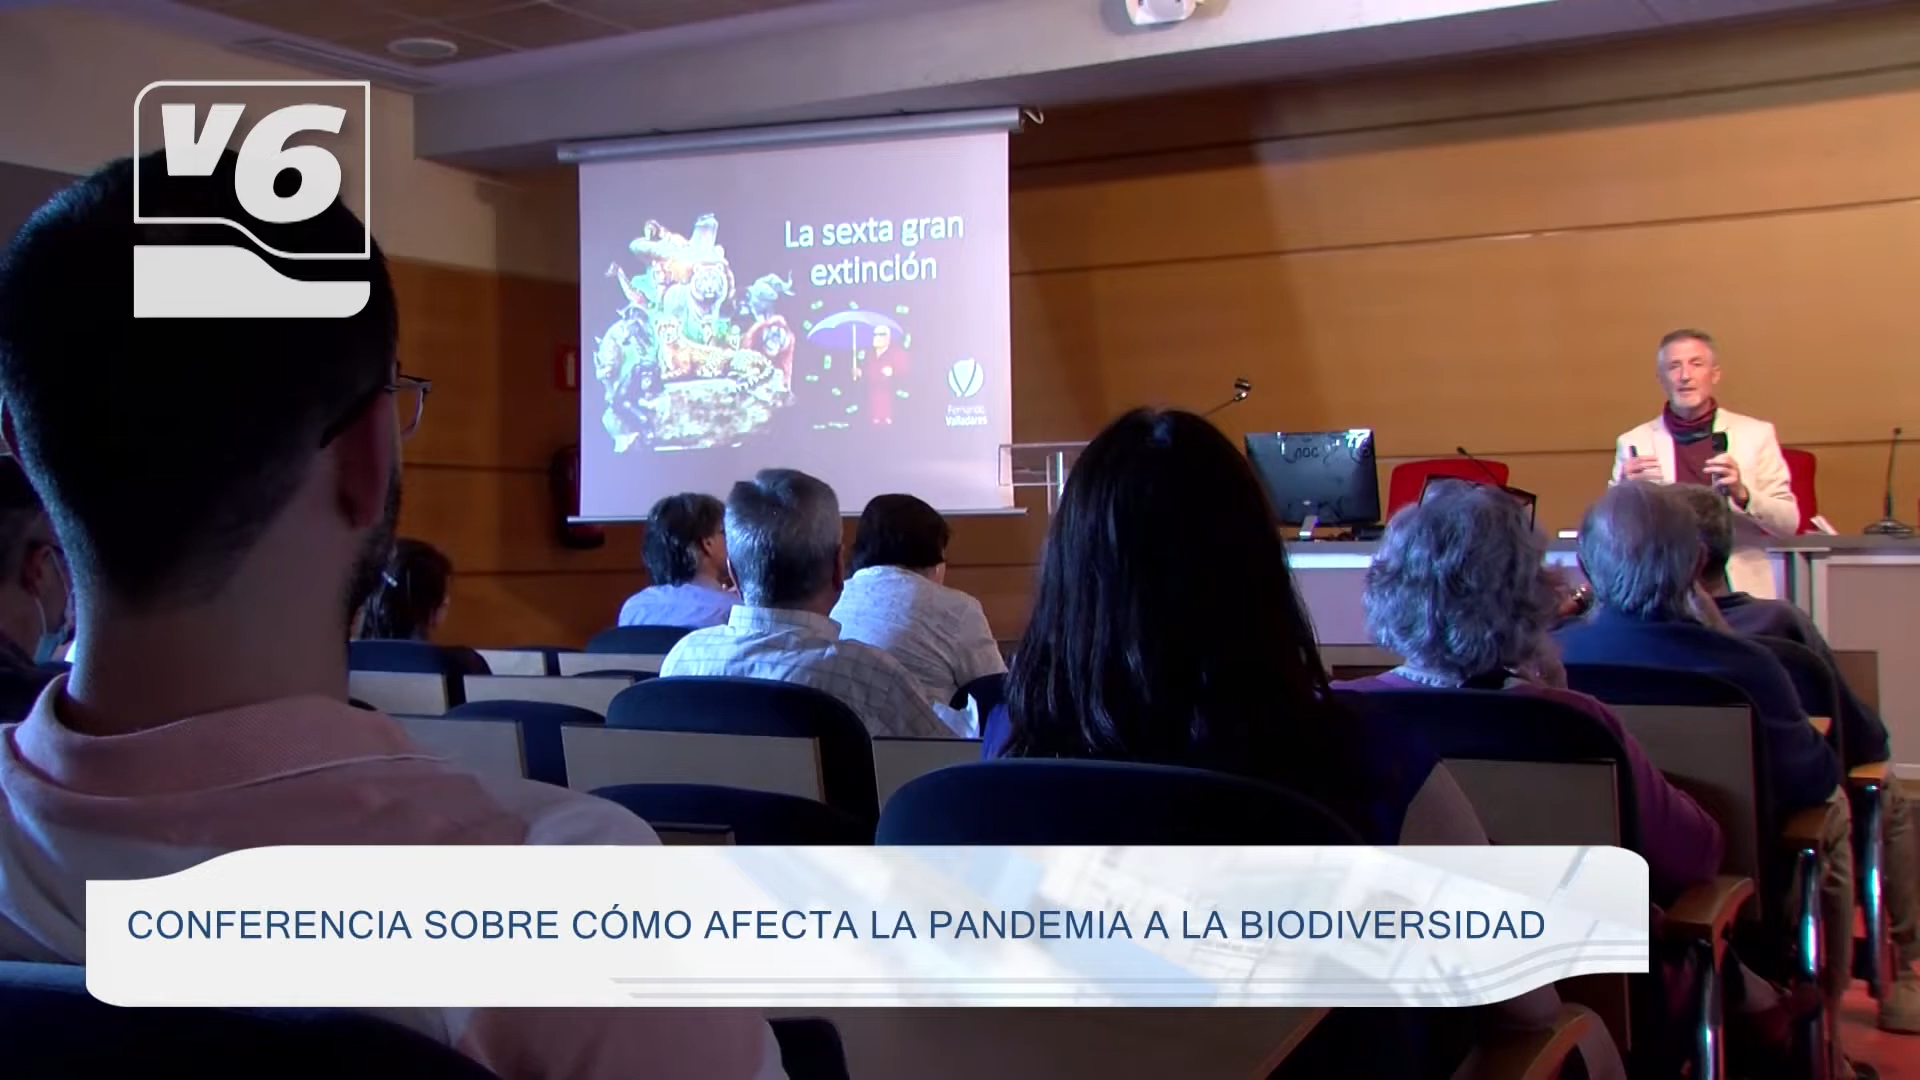 V6
La sexta gran
extinción
Fernando
Valladares
CONFERENCIA SOBRE CÓMO AFECTA LA PANDEMIA A LA BIODIVERSIDAD